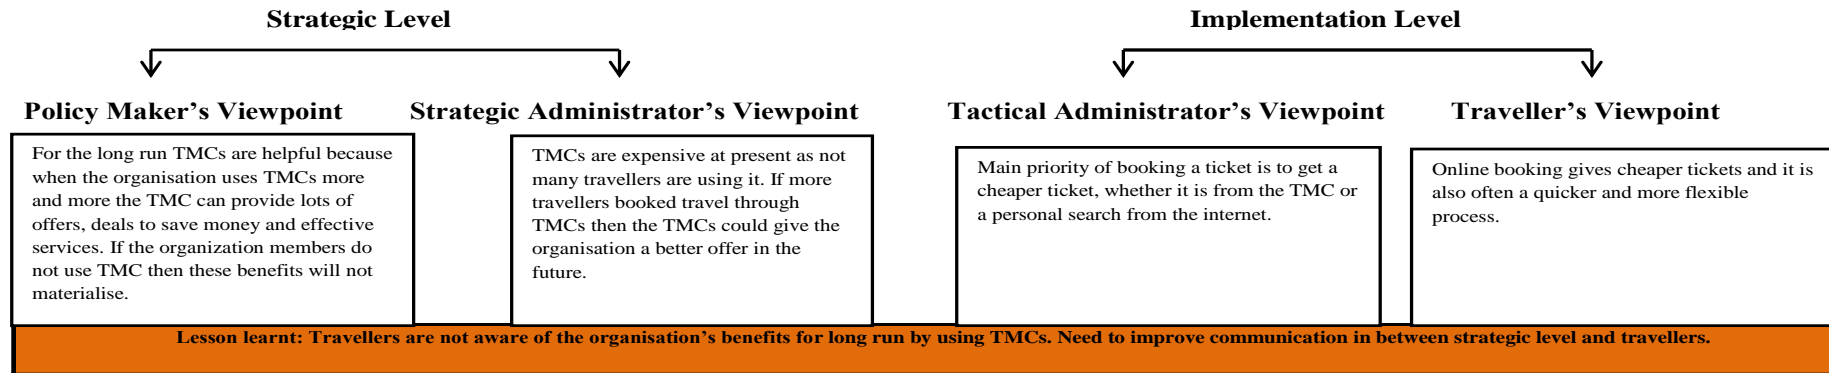 Strategic Level
Implementation Level
Policy Maker’s Viewpoint
Strategic Administrator’s Viewpoint
Tactical Administrator’s Viewpoint
Traveller’s Viewpoint
For the long run TMCs are helpful because
when the organisation uses TMCs more
and more the TMC can provide lots of
offers, deals to save money and effective
services. If the organization members do
not use TMC then these benefits will not
materialise.
TMCs are expensive at present as not
many travellers are using it. If more
travellers booked travel through
TMCs then the TMCs could give the
organisation a better offer in the
future.
Main priority of booking a ticket is to get a
cheaper ticket, whether it is from the TMC or
a personal search from the internet.
Online booking gives cheaper tickets and it is
also often a quicker and more flexible
process.
Lesson learnt: Travellers are not aware of the organisation’s benefits for long run by using TMCs. Need to improve communication in between strategic level and travellers.